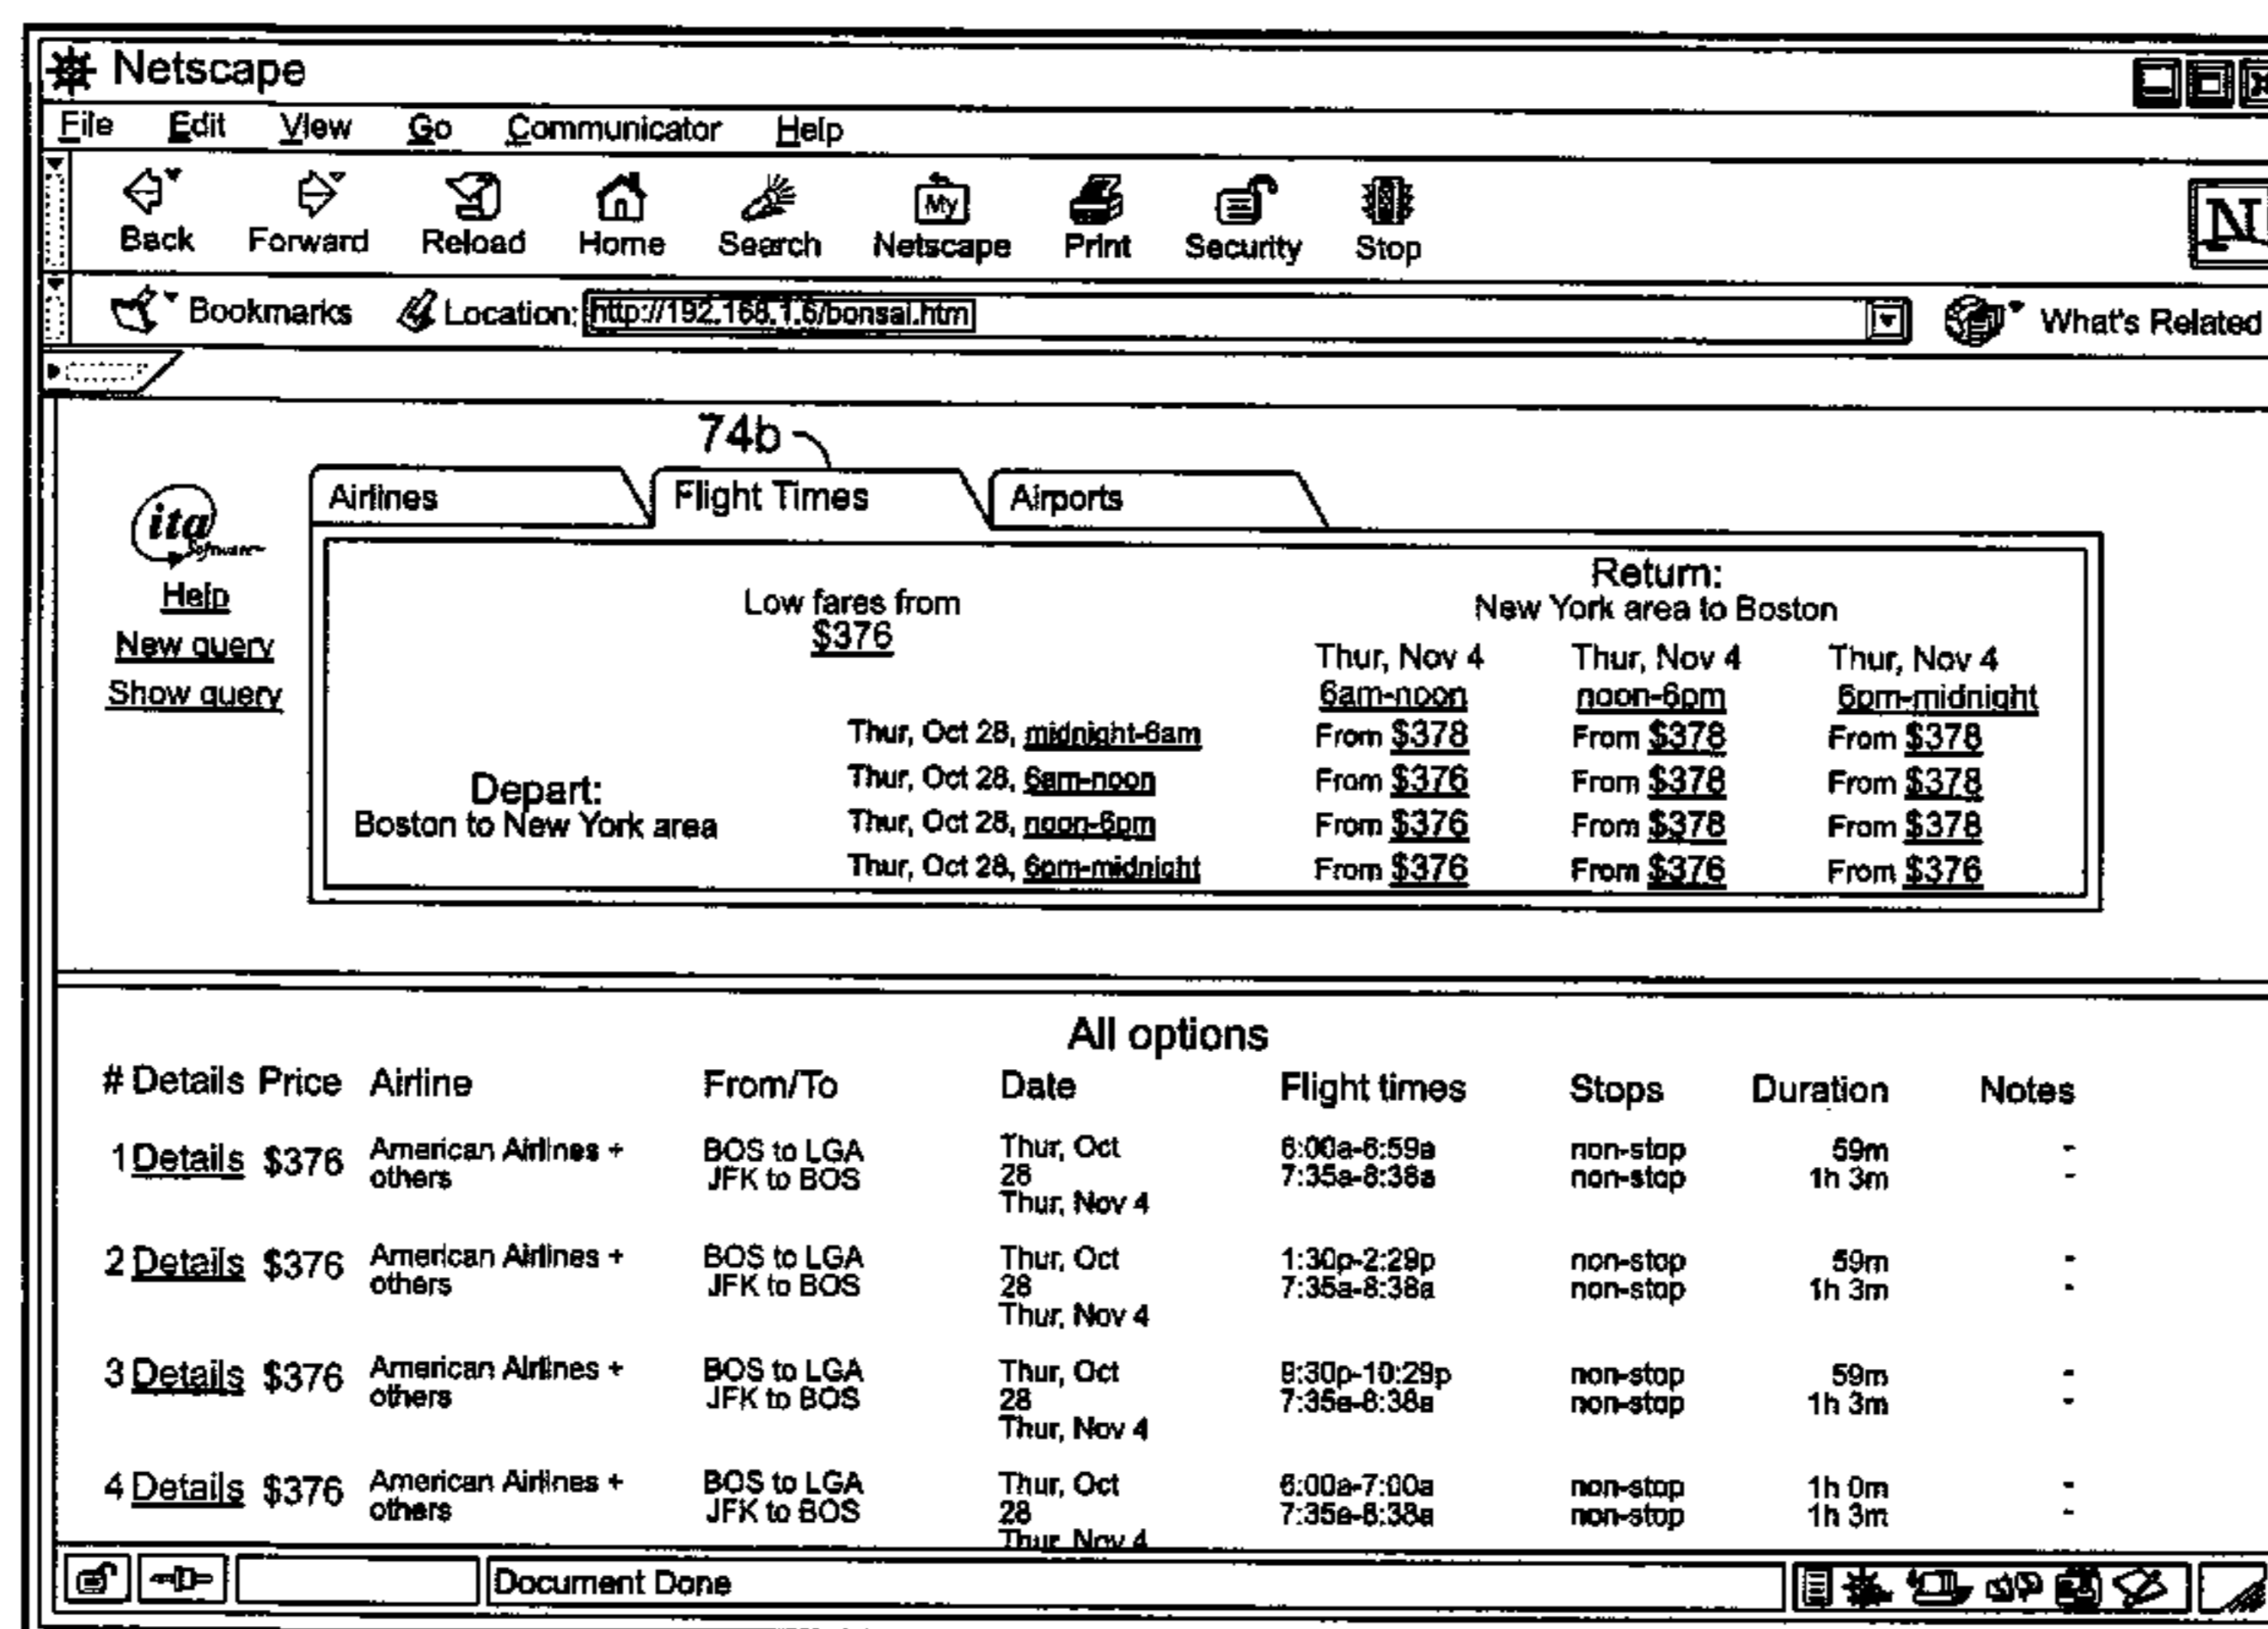 Netscape
File Edit View Go Communicator Help
My
N
Back Forward Reload Home Search Netscape Print Security Stop
Bookmarks Location: http://192.168.1.6/bonsai.htm What's Related
74b
Airlines Flight Times Airports
ita
Software
Help
New query
Show query
Low fares from
$376
Return:
New York area to Boston
Thur, Nov 4 Thur, Nov 4 Thur, Nov 4
6am-noon noon-6pm 6pm-midnight
Thur, Oct 28, midnight-6am From $378 From $378 From $378
Thur, Oct 28, 6am-noon From $376 From $378 From $378
Depart:
Boston to New York area
Thur, Oct 28, noon-6pm From $376 From $378 From $378
Thur, Oct 28, 6pm-midnight From $376 From $376 From $376
All options
# Details Price Airline From/To Date Flight times Stops Duration Notes
1 Details $376 American Airlines + BOS to LGA Thur, Oct 6:00a-6:59a non-stop 59m -
others JFK to BOS 28 7:35a-8:38a non-stop 1h 3m -
Thur, Nov 4
2 Details $376 American Airlines + BOS to LGA Thur, Oct 1:30p-2:29p non-stop 59m -
others JFK to BOS 28 7:35a-8:38a non-stop 1h 3m -
Thur, Nov 4
3 Details $376 American Airlines + BOS to LGA Thur, Oct 9:30p-10:29p non-stop 59m -
others JFK to BOS 28 7:35a-8:38a non-stop 1h 3m -
Thur, Nov 4
4 Details $376 American Airlines + BOS to LGA Thur, Oct 6:00a-7:00a non-stop 1h 0m -
others JFK to BOS 28 7:35a-8:38a non-stop 1h 3m -
Thur, Nov 4
Document Done